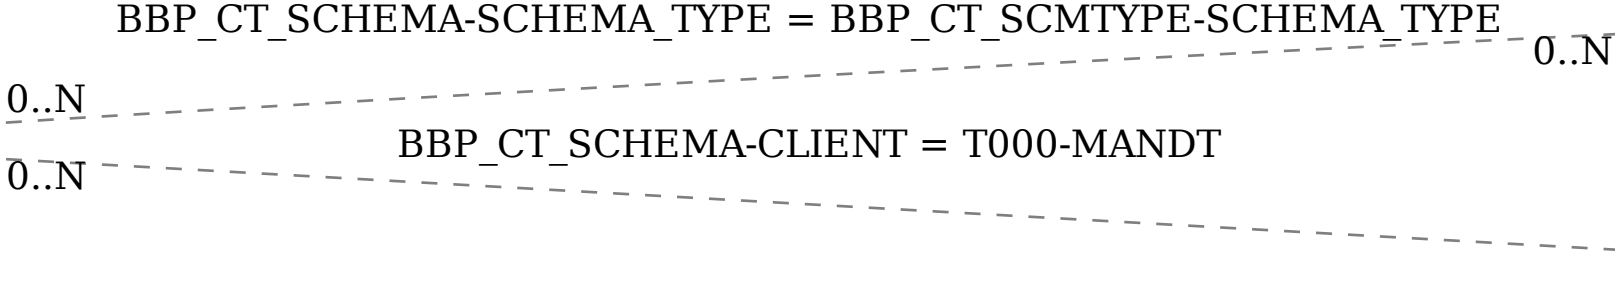 BBP_CT_SCHEMA-SCHEMA_TYPE = BBP_CT_SCMTYPE-SCHEMA_TYPE
0..N
0..N
BBP_CT_SCHEMA-CLIENT = T000-MANDT
0..N